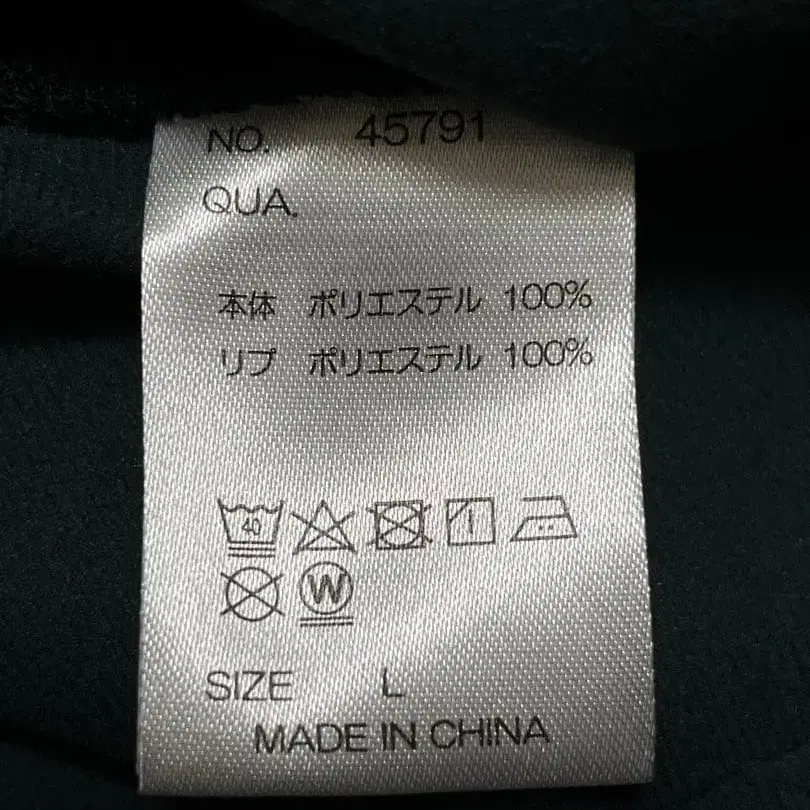 NO. 45791
QUA.
本体 ポリエステル 100%
リブ ポリエステル 100%
40
W
SIZE L
MADE IN CHINA